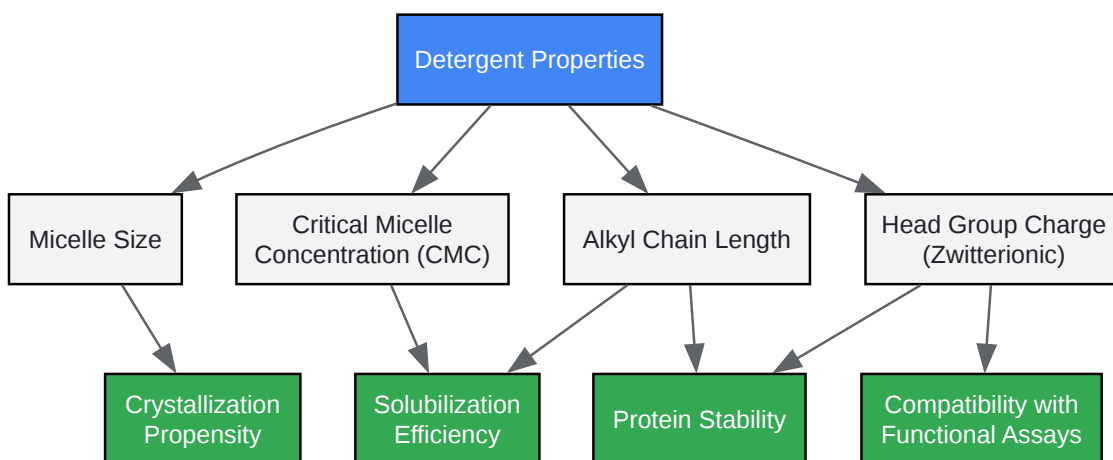 Detergent Properties
Micelle Size
Critical Micelle
Concentration (CMC)
Alkyl Chain Length
Head Group Charge
(Zwitterionic)
Crystallization
Propensity
Solubilization
Efficiency
Protein Stability
Compatibility with
Functional Assays